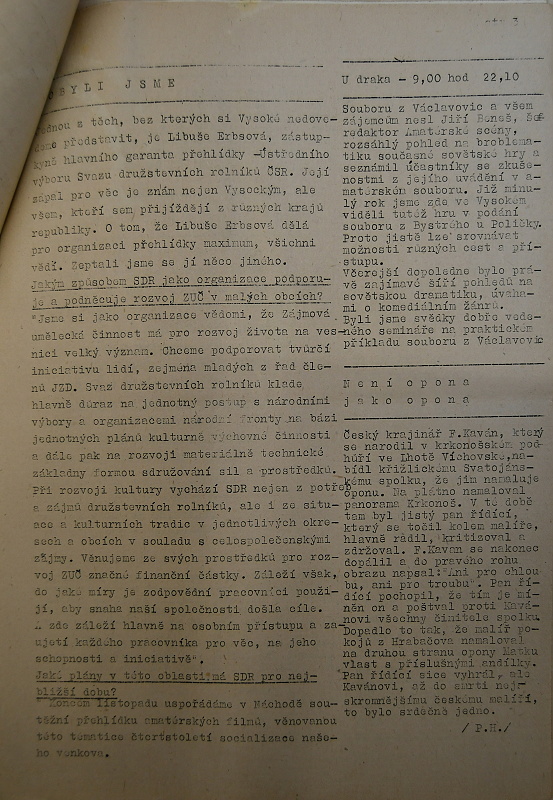 BYLI JSME
ednou z těch, bez kterých si Vysoké nedove-
deme představit, je Libuše Erbsová, zástup-
kyně hlavního garanta přehlídky -Ústředního
výboru Svazu družstevních rolníků ČSR. Její
zápal pro věc je znám nejen Vysockým, ale
všem, kteří sem přijíždějí z různých krajů
republiky. O tom, že Libuše Erbsová dělá
pro organizaci přehlídky maximum, všichni
vědí. Zeptali jsme se jí něco jiného.
Jakým způsobem SDR jako organizace podporu-
je a podněcuje rozvoj ZUČ v malých obcích?
"Jsme si jako organizace vědomi, že Zájmová
umělecká činnost má pro rozvoj života na ves-
nici velký význam. Chceme podporovat tvůrčí
iniciativu lidí, zejména mladých z řad čle-
nů JZD. Svaz družstevních rolníků klade
hlavně důraz na jednotný postup s národními
výbory a organizacemi národní fronty na bázi
jednotných plánů kulturně výchovné činnosti
a dále pak na rozvoji materiálně technické
základny formou sdružování sil a prostředků.
Při rozvoji kultury vychází SDR nejen z potřeb
a zájmů družstevních rolníků, ale i ze situ-
ace a kulturních tradic v jednotlivých okre-
sech a obcích v souladu s celospolečenskými
zájmy. Věnujeme ze svých prostředků pro roz-
voj ZUČ značné finanční částky. Záleží však,
do jaké míry je zodpovědní pracovníci použi-
jí, aby snaha naší společnosti došla cíle.
A zde záleží hlavně na osobním přístupu a za-
ujetí každého pracovníka pro věc, na jeho
schopnosti a iniciativě".
Jaké plány v této oblasti má SDR pro nej-
bližší dobu?
Koncem listopadu uspořádáme v Náchodě sou-
těžní přehlídku amatérských filmů, věnovanou
této tématice čtvrtstoletí socializace naše-
ho venkova.
3
U draka - 9,00 hod 22,10
Souboru z Václavovic a všem
zájemcům nesl Jiří Beneš, šéf
redaktor Amatérské scény,
rozsáhlý pohled na problema-
tiku současné sovětské hry a
seznámil účastníky se zkuše-
nostmi z jejího uvádění v a-
matérském souboru. Již minu-
lý rok jsme zde ve Vysokém
viděli tutéž hru v podání
souboru z Bystrého u Poličky.
Proto jistě lze srovnávat
možnosti různých cest a pří-
stupu.
Včerejší dopoledne bylo prá-
vě zajímavé šíří pohledů na
sovětskou dramatiku, úvaha-
mi o komediálním žánru.
Byli jsme svědky dobře vede-
ného semináře na praktickém
příkladu souboru z Václavovic
Není opona
jako opona
Český krajinář F.Kaván, který
se narodil v krkonošském pod-
hůří ve Lhotě Víchovské,na-
bídl křižlickému Svatojáns-
kému spolku, že jim namaluje
oponu. Na plátno namaloval
panorama Krkonoš. V té době
tam byl jistý pan řídící,
který se točil kolem malíře,
hlavně rádil, kritizoval a
zdržoval. F.Kavan se nakonec
dopálil a do pravého rohu
obrazu napsal:"Ani pro chlou-
bu, ani pro troubu". Pan ří-
dící pochopil, že tím je mí-
něn on a poštval proti Kavá-
novi všechny činitele spolku.
Dopadlo to tak, že malíř po-
kojů z Hrabačova namaloval
na druhou stranu opony Matku
vlast s příslušnými andílky.
Pan řídící sice vyhrál, ale
Kavánovi, až do smrti nej-
skromnějšímu českému malíři,
to bylo srdečně jedno.
/P.H./